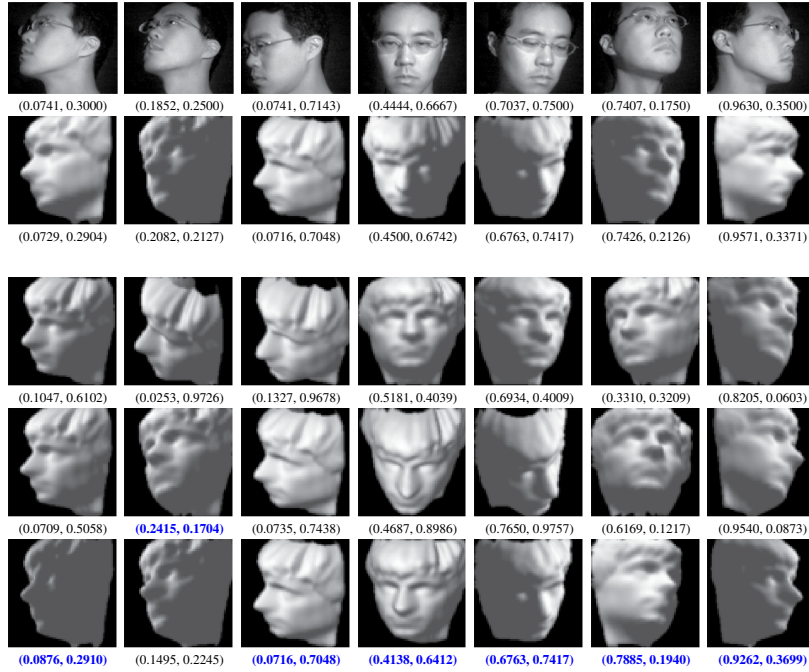 (0.0741, 0.3000) (0.1852, 0.2500) (0.0741, 0.7143) (0.4444, 0.6667) (0.7037, 0.7500) (0.7407, 0.1750) (0.9630, 0.3500)
(0.0729, 0.2904) (0.2082, 0.2127) (0.0716, 0.7048) (0.4500, 0.6742) (0.6763, 0.7417) (0.7426, 0.2126) (0.9571, 0.3371)
(0.1047, 0.6102) (0.0253, 0.9726) (0.1327, 0.9678) (0.5181, 0.4039) (0.6934, 0.4009) (0.3310, 0.3209) (0.8205, 0.0603)
(0.0709, 0.5058) (0.2415, 0.1704) (0.0735, 0.7438) (0.4687, 0.8986) (0.7650, 0.9757) (0.6169, 0.1217) (0.9540, 0.0873)
(0.0876, 0.2910) (0.1495, 0.2245) (0.0716, 0.7048) (0.4138, 0.6412) (0.6763, 0.7417) (0.7885, 0.1940) (0.9262, 0.3699)